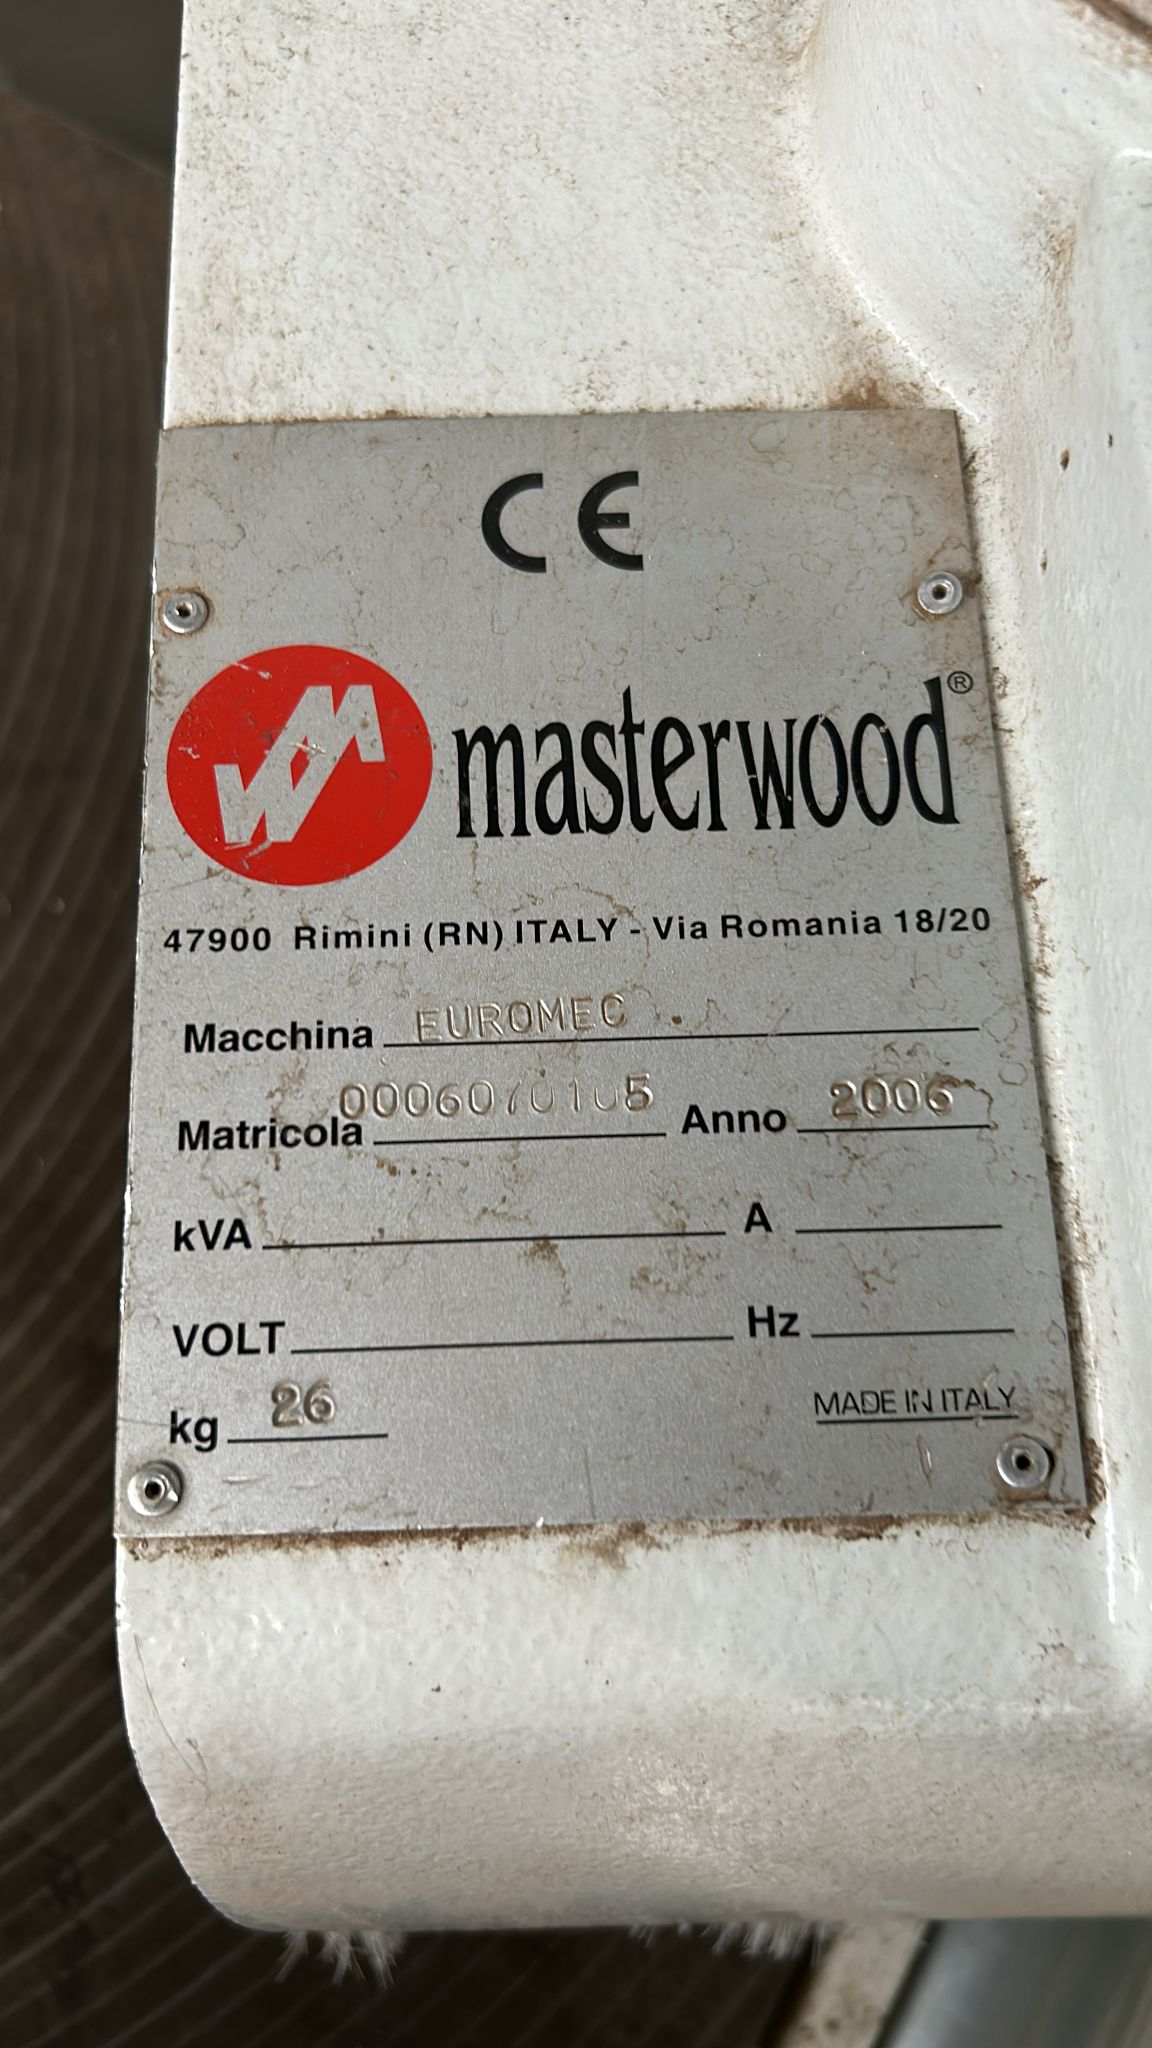 CE
masterwood®
47900 Rimini (RN) ITALY - Via Romania 18/20
Macchina EUROMEC
Matricola Anno 2006
kVA A
VOLT Hz
kg 26
MADE IN ITALY